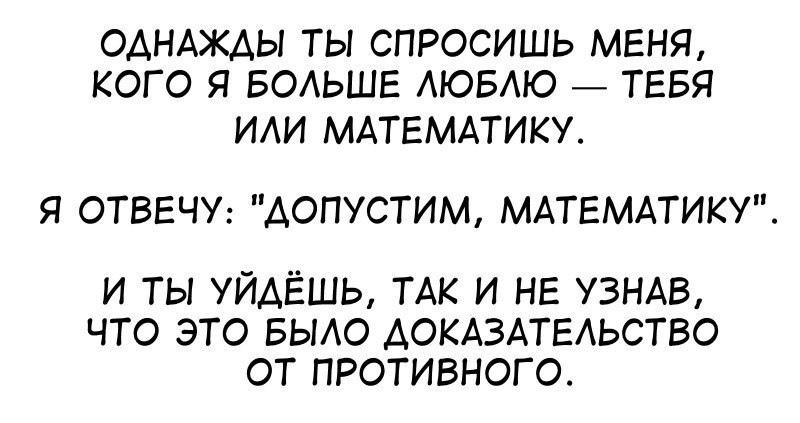 ОДНАЖДЫ ТЫ СПРОСИШЬ МЕНЯ,
КОГО Я БОЛЬШЕ ЛЮБЛЮ — ТЕБЯ
ИЛИ МАТЕМАТИКУ.
Я ОТВЕЧУ: "ДОПУСТИМ, МАТЕМАТИКУ".
И ТЫ УЙДЁШЬ, ТАК И НЕ УЗНАВ,
ЧТО ЭТО БЫЛО ДОКАЗАТЕЛЬСТВО
ОТ ПРОТИВНОГО.